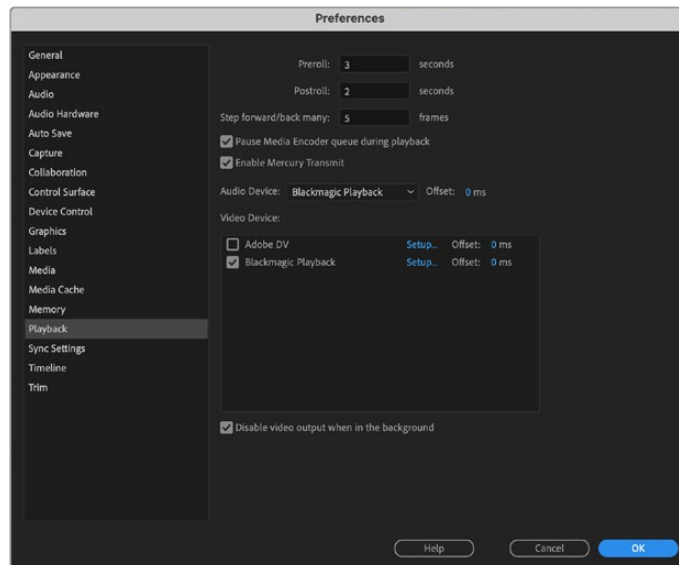 Preferences
General
Appearance
Audio
Audio Hardware
Auto Save
Capture
Collaboration
Control Surface
Device Control
Graphics
Labels
Media
Media Cache
Memory
Playback
Sync Settings
Timeline
Trim
Preroll: 3 seconds
Postroll: 2 seconds
Step forward/back many: 5 frames
Pause Media Encoder queue during playback
Enable Mercury Transmit
Audio Device: Blackmagic Playback Offset: 0 ms
Video Device:
Adobe DV Setup... Offset: 0 ms
Blackmagic Playback Setup... Offset: 0 ms
Disable video output when in the background
Help Cancel OK